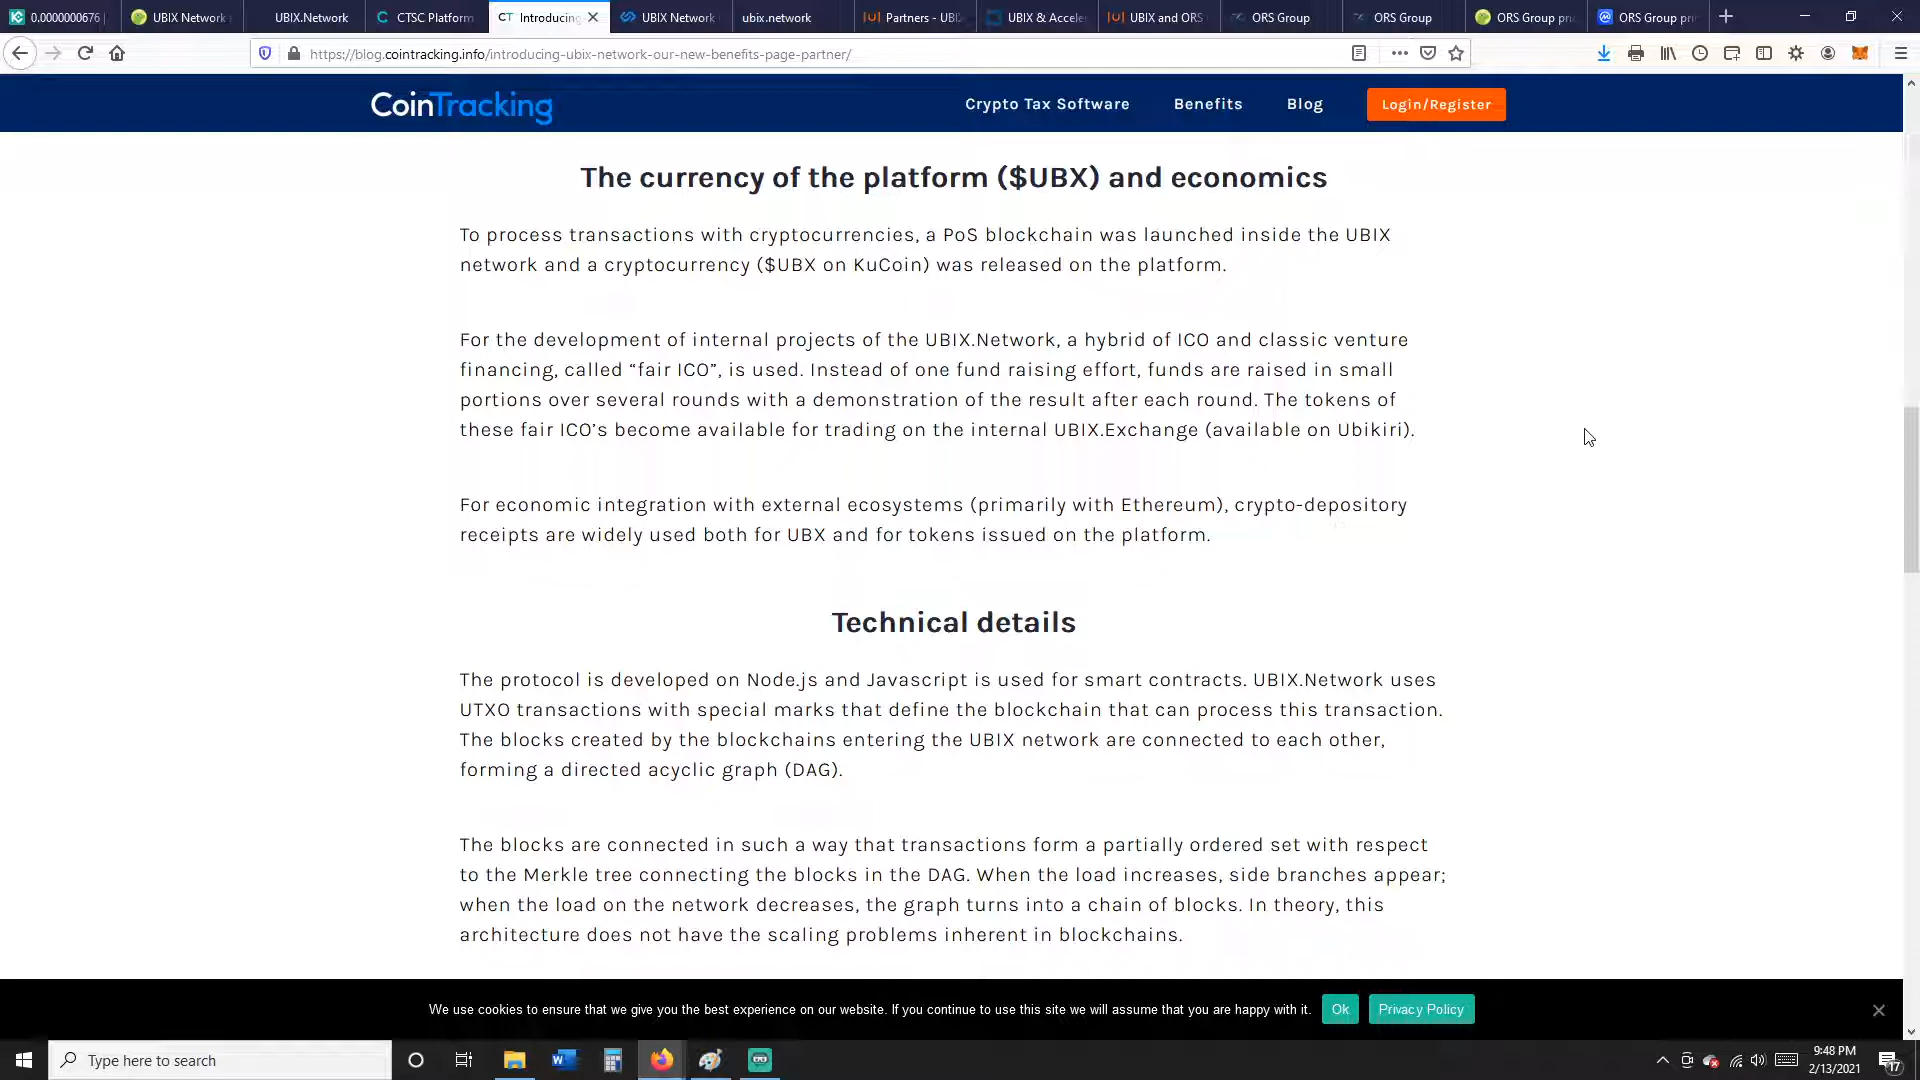 0.0000000676
UBIX Network
UBIX.Network
CTSC Platform
CT Introducing
UBIX Network
ubix.network
Partners - UBI
UBIX & Accele
UBIX and ORS
ORS Group
ORS Group
ORS Group pri
ORS Group pri
https://blog.cointracking.info/introducing-ubix-network-our-new-benefits-page-partner/
CoinTracking
Crypto Tax Software
Benefits
Blog
Login/Register
The currency of the platform ($UBX) and economics
To process transactions with cryptocurrencies, a PoS blockchain was launched inside the UBIX
network and a cryptocurrency ($UBX on KuCoin) was released on the platform.
For the development of internal projects of the UBIX.Network, a hybrid of ICO and classic venture
financing, called “fair ICO”, is used. Instead of one fund raising effort, funds are raised in small
portions over several rounds with a demonstration of the result after each round. The tokens of
these fair ICO’s become available for trading on the internal UBIX.Exchange (available on Ubikiri).
For economic integration with external ecosystems (primarily with Ethereum), crypto-depository
receipts are widely used both for UBX and for tokens issued on the platform.
Technical details
The protocol is developed on Node.js and Javascript is used for smart contracts. UBIX.Network uses
UTXO transactions with special marks that define the blockchain that can process this transaction.
The blocks created by the blockchains entering the UBIX network are connected to each other,
forming a directed acyclic graph (DAG).
The blocks are connected in such a way that transactions form a partially ordered set with respect
to the Merkle tree connecting the blocks in the DAG. When the load increases, side branches appear;
when the load on the network decreases, the graph turns into a chain of blocks. In theory, this
architecture does not have the scaling problems inherent in blockchains.
We use cookies to ensure that we give you the best experience on our website. If you continue to use this site we will assume that you are happy with it.
Ok
Privacy Policy
Type here to search
9:48 PM
2/13/2021
17